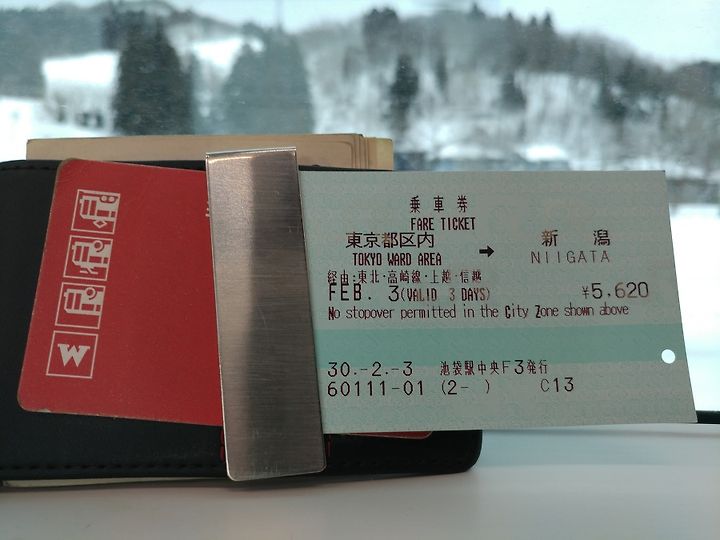 乗車券
FARE TICKET
東京都区内 → 新潟
TOKYO WARD AREA NIIGATA
経由:東北・高崎線・上越・信越
FEB. 3(VALID 3 DAYS) ¥5,620
No stopover permitted in the City Zone shown above
30.-2.-3 池袋駅中央F3発行
60111-01 (2- ) C13
W